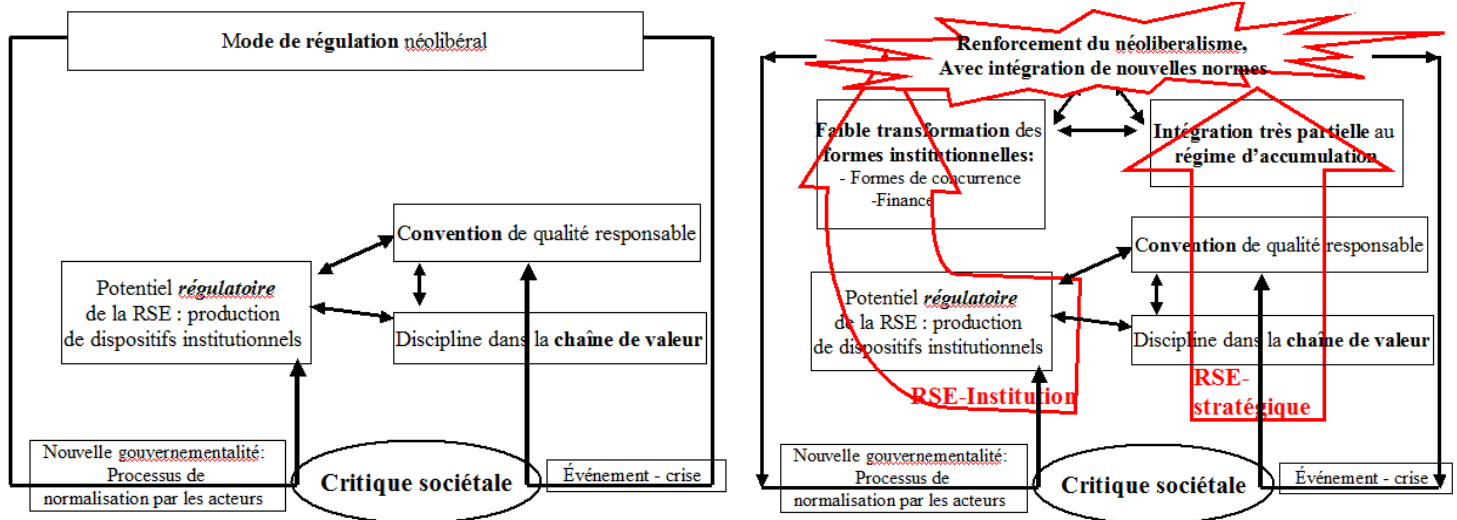 Mode de régulation néolibéral
Convention de qualité responsable
Potentiel régulatoire
de la RSE : production
de dispositifs institutionnels
Discipline dans la chaîne de valeur
Nouvelle gouvernementalité:
Processus de
normalisation par les acteurs
Critique sociétale
Événement - crise
Renforcement du néoliberalisme,
Avec intégration de nouvelles normes
Faible transformation des
formes institutionnelles:
- Formes de concurrence
-Finance
Intégration très partielle au
régime d'accumulation
Convention de qualité responsable
Potentiel régulatoire
de la RSE : production
de dispositifs institutionnels
Discipline dans la chaîne de valeur
RSE-Institution
RSE-
stratégique
Nouvelle gouvernementalité:
Processus de
normalisation par les acteurs
Critique sociétale
Événement - crise